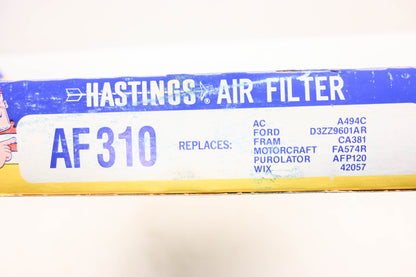 HASTINGS® AIR FILTER
AF310
REPLACES:
AC A494C
FORD D3ZZ9601AR
FRAM CA381
MOTORCRAFT FA574R
PUROLATOR AFP120
WIX 42057